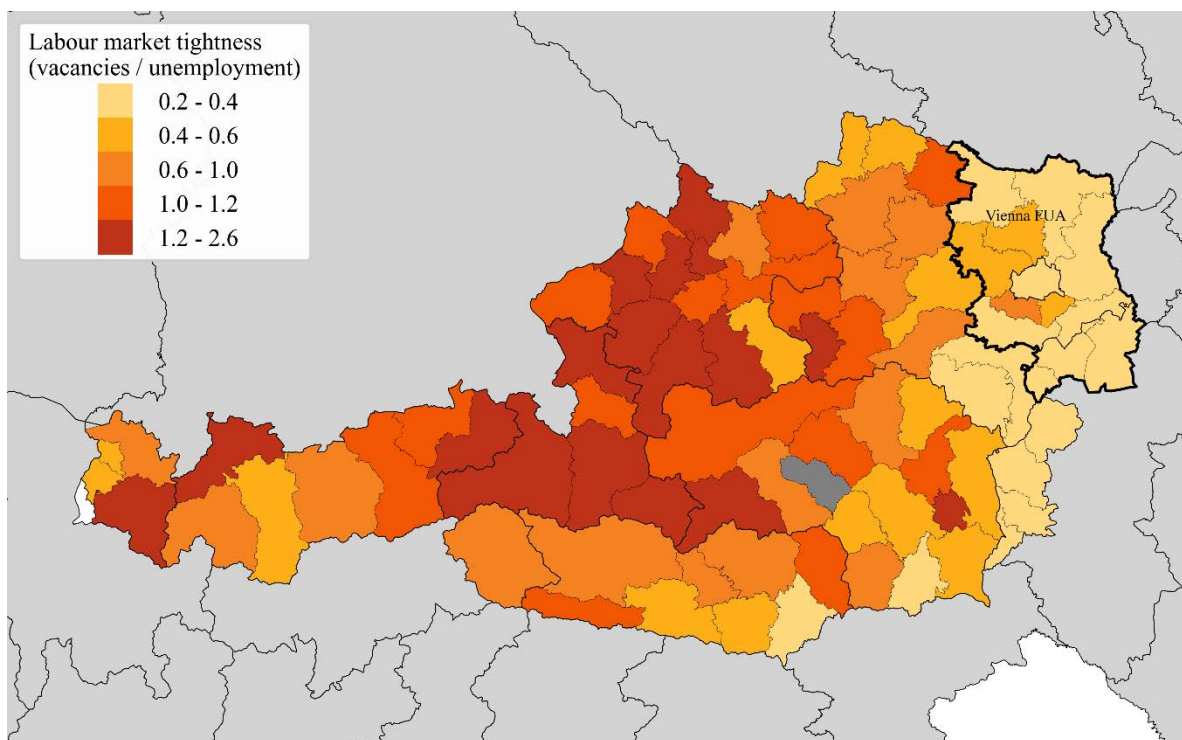 Labour market tightness
(vacancies / unemployment)
0.2 - 0.4
0.4 - 0.6
0.6 - 1.0
1.0 - 1.2
1.2 - 2.6
Vienna FUA